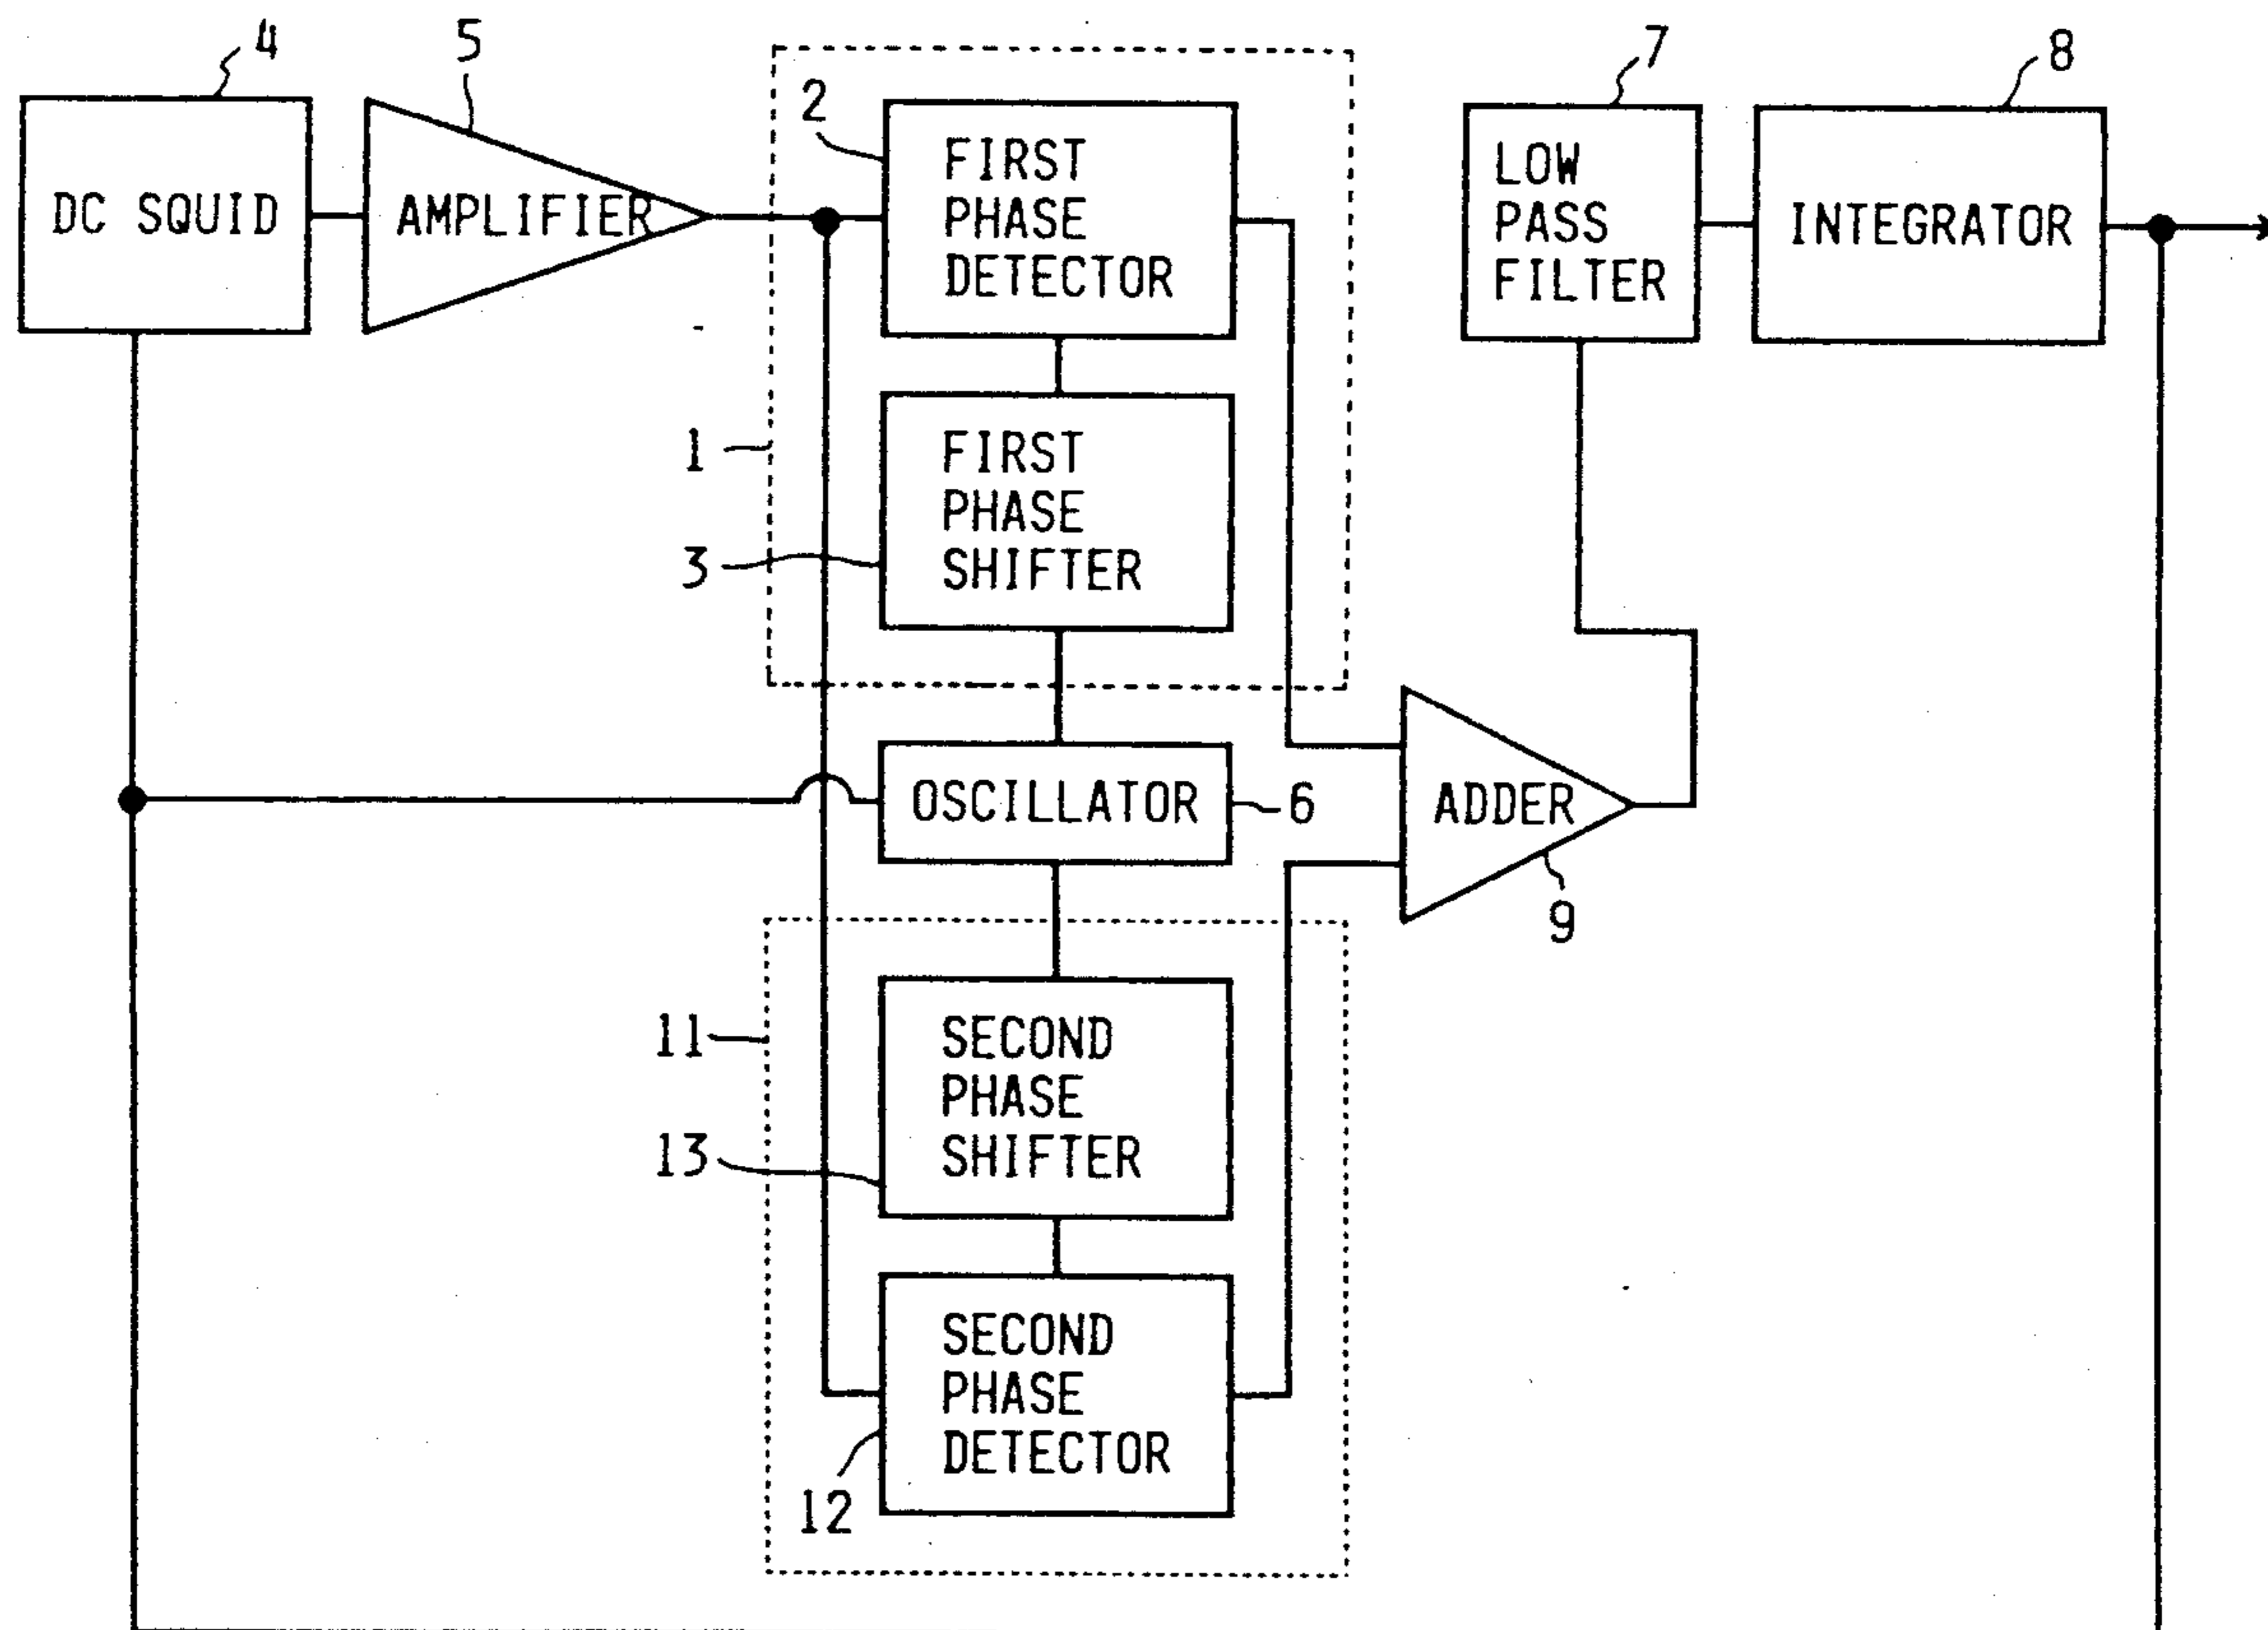 4
5
7
8
2
DC SQUID
AMPLIFIER
FIRST
PHASE
DETECTOR
LOW
PASS
FILTER
INTEGRATOR
1
FIRST
PHASE
SHIFTER
3
OSCILLATOR
6
ADDER
9
11
SECOND
PHASE
SHIFTER
13
SECOND
PHASE
DETECTOR
12